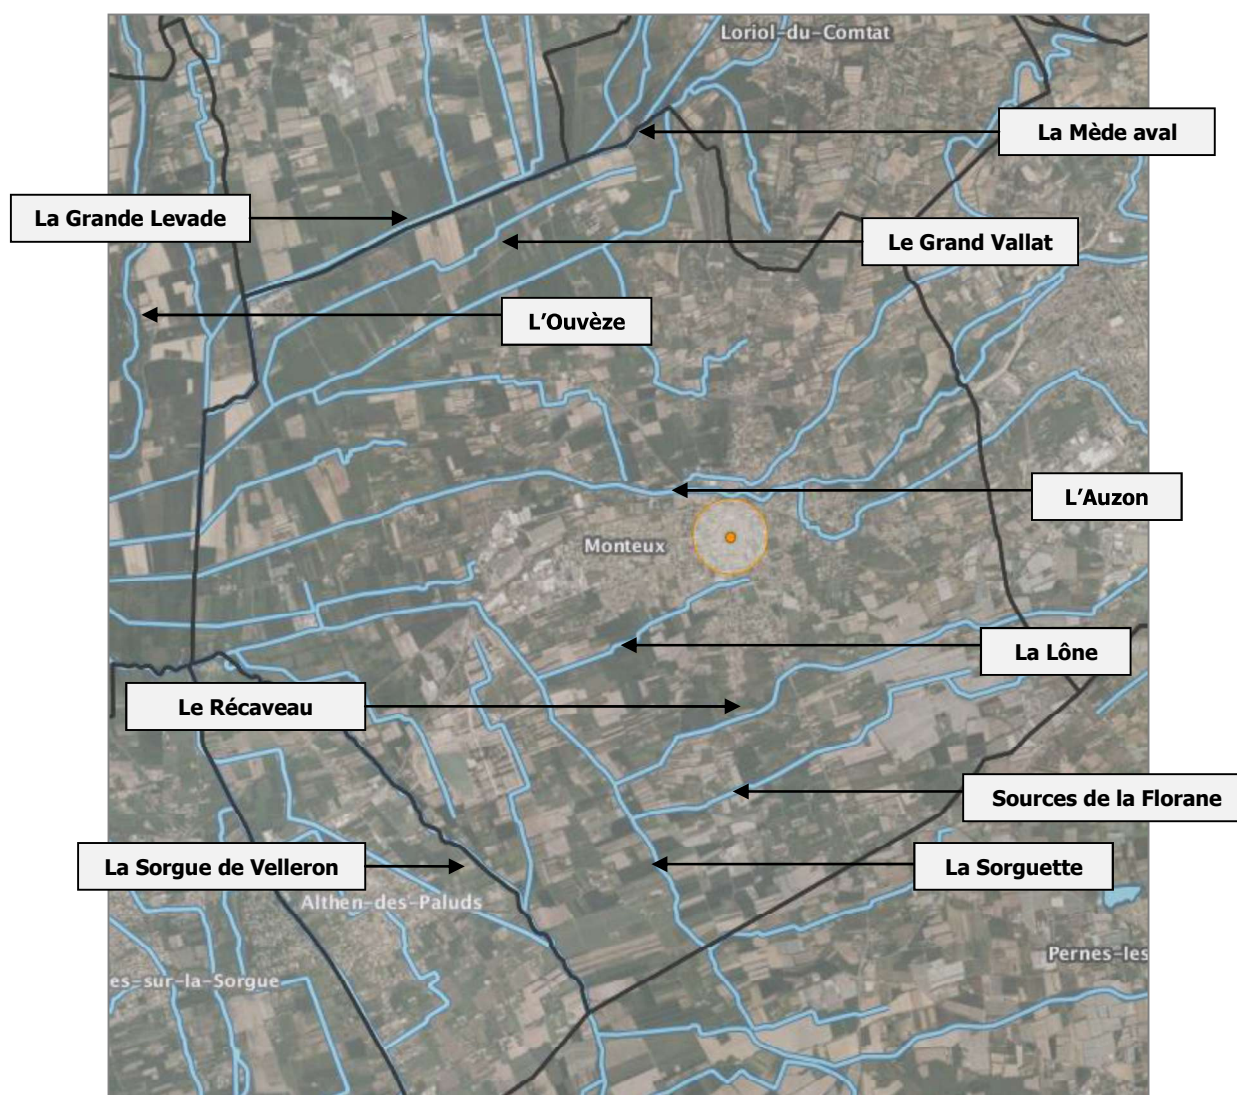 Loriol-du-Comtat
La Mède aval
La Grande Levade
Le Grand Vallat
L'Ouvèze
L'Auzon
Monteux
La Lône
Le Récaveau
Sources de la Florane
La Sorgue de Velleron
La Sorguette
Althen-des-Paluds
Pernes-les
es-sur-la-Sorgue